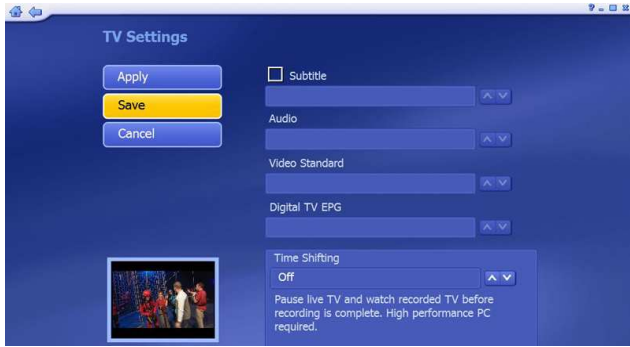 TV Settings
Apply
Save
Cancel
Subtitle
Audio
Video Standard
Digital TV EPG
Time Shifting
Off
Pause live TV and watch recorded TV before
recording is complete. High performance PC
required.